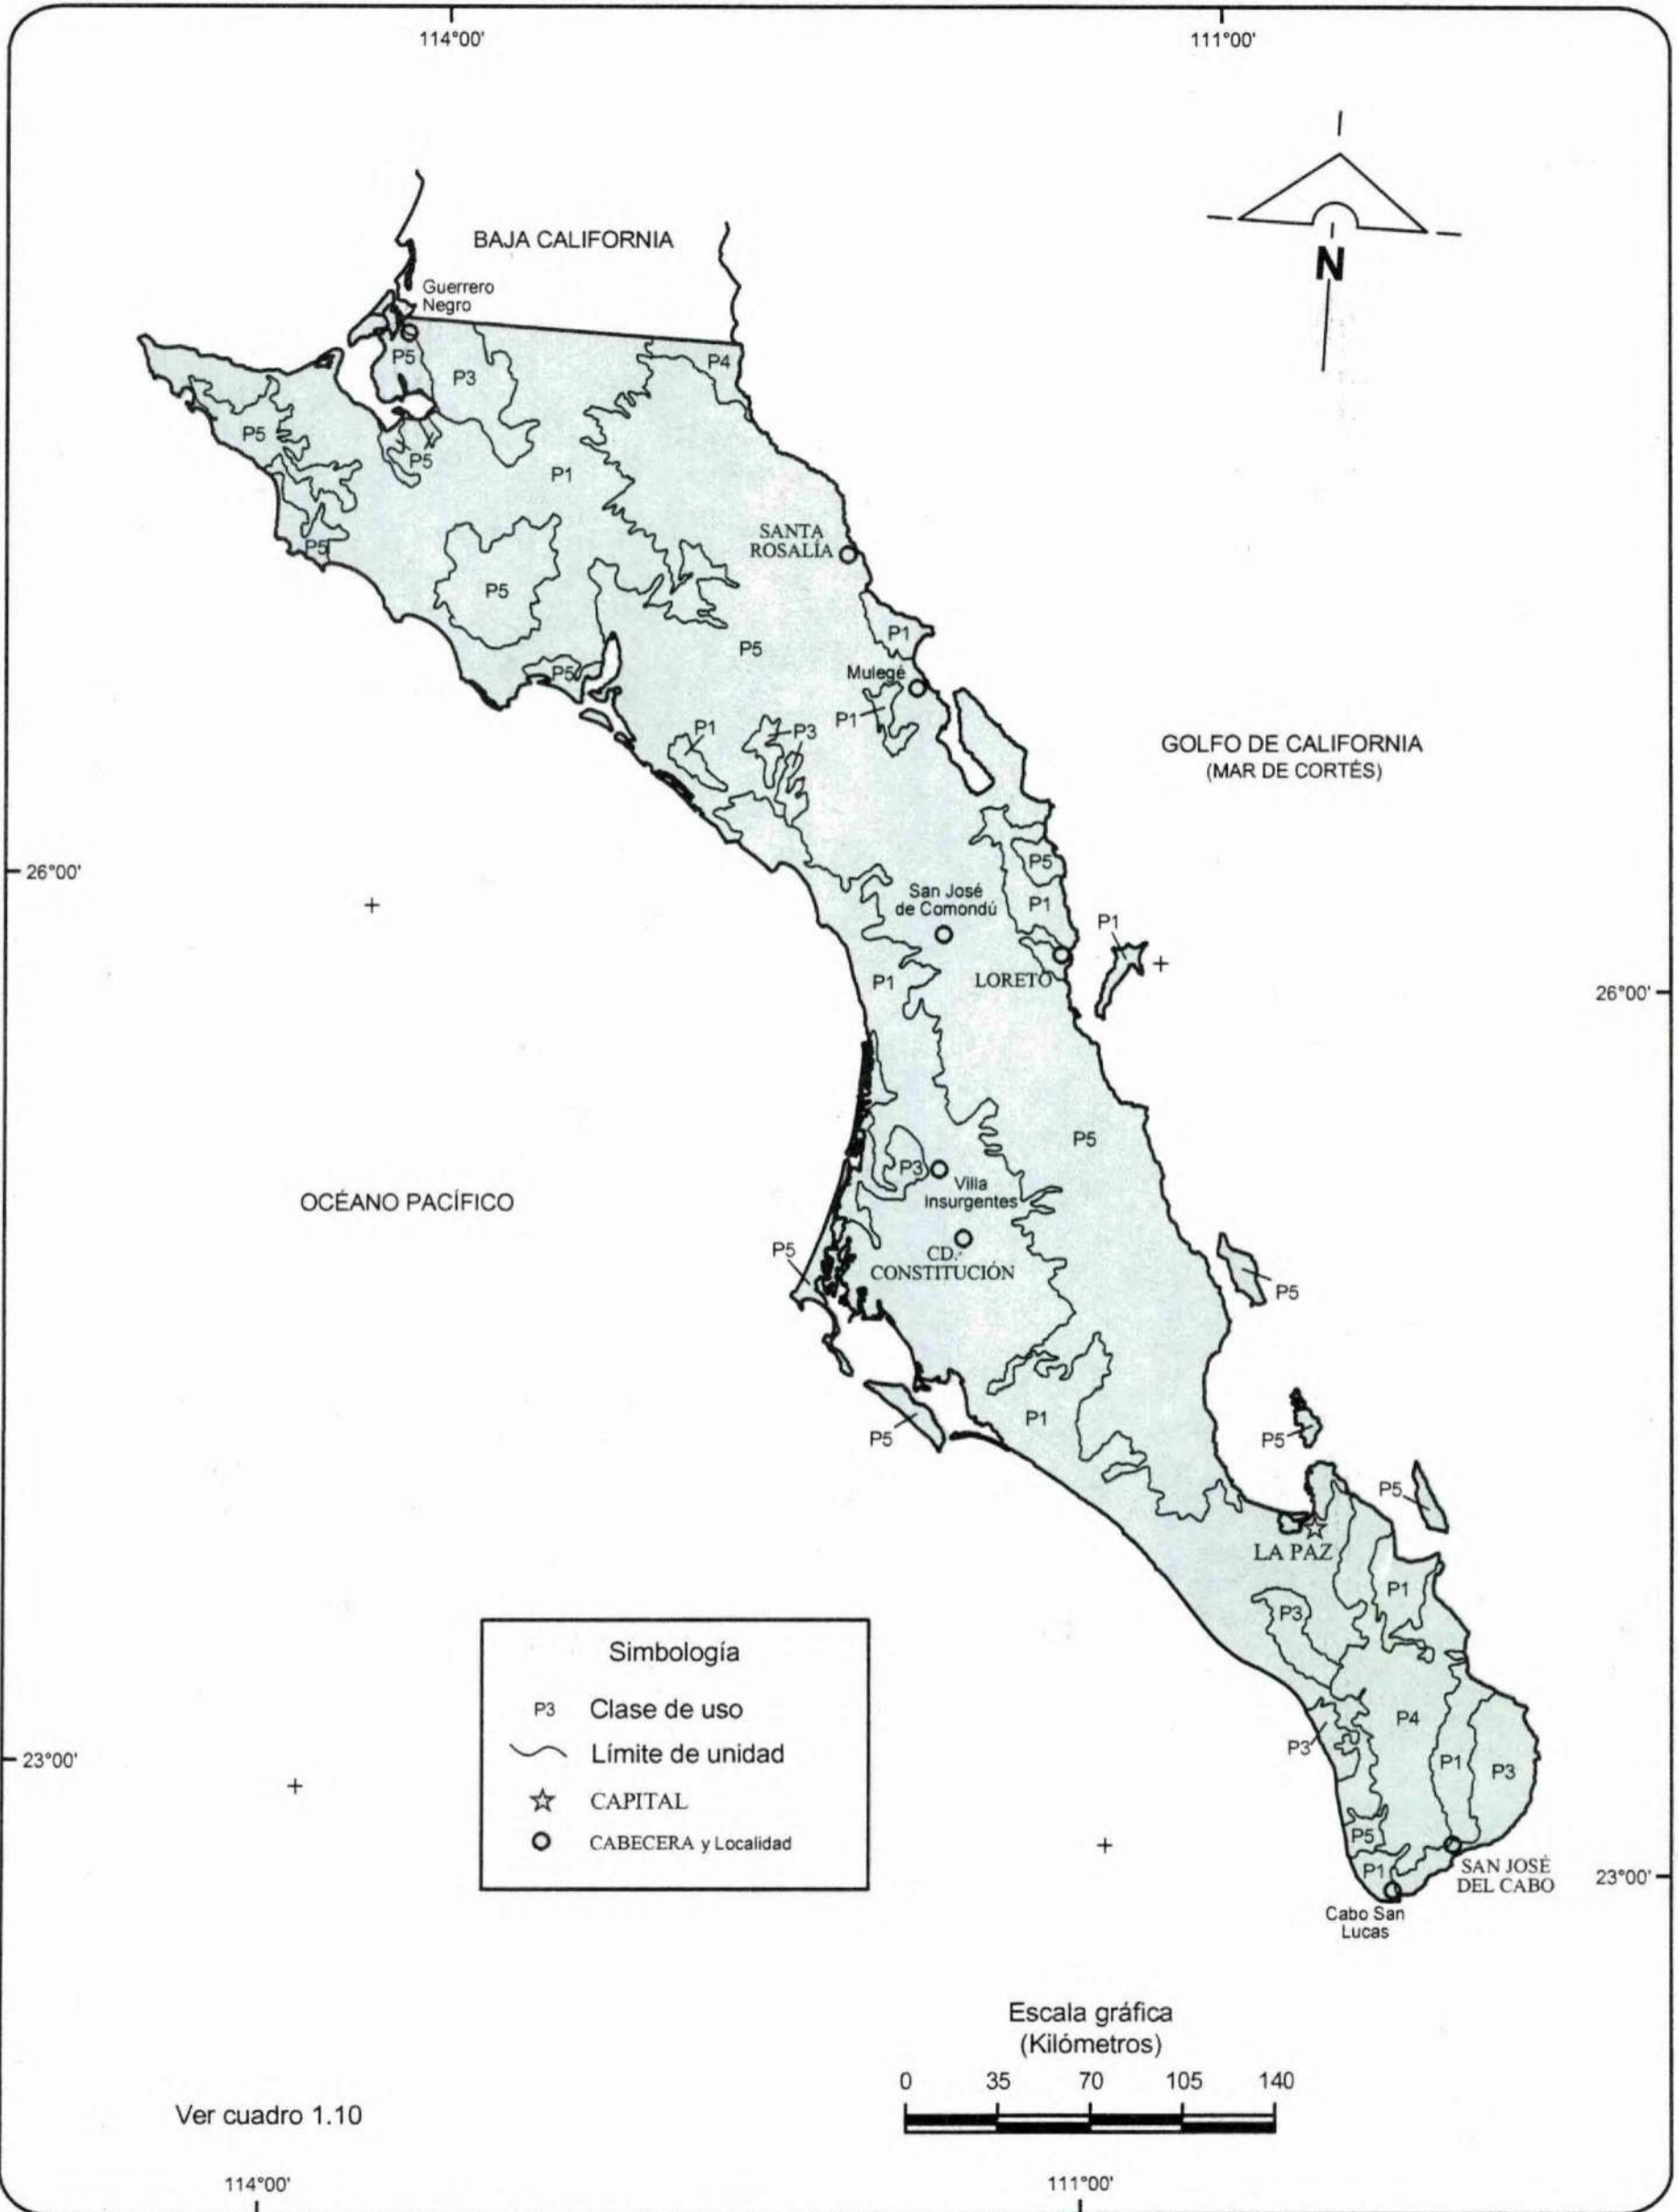 114°00'
111°00'
BAJA CALIFORNIA
N
Guerrero
Negro
P5
P3
P4
P5
P5
P1
SANTA
ROSALÍA
P5
P5
P1
P5
Mulegé
P5
P1
P1
P3
GOLFO DE CALIFORNIA
(MAR DE CORTÉS)
P5
26°00'
San José
de Comondú
P1
P1
P1
LORETO
26°00'
P5
P3
Villa
Insurgentes
OCÉANO PACÍFICO
P5
CD.
CONSTITUCIÓN
P5
P1
P5
P5
P5
LA PAZ
P1
P3
P4
P3
P1
P3
23°00'
P5
P1
SAN JOSÉ
DEL CABO
23°00'
Cabo San
Lucas
Simbología
P3 Clase de uso
Límite de unidad
CAPITAL
CABECERA y Localidad
Escala gráfica
(Kilómetros)
0 35 70 105 140
Ver cuadro 1.10
114°00'
111°00'